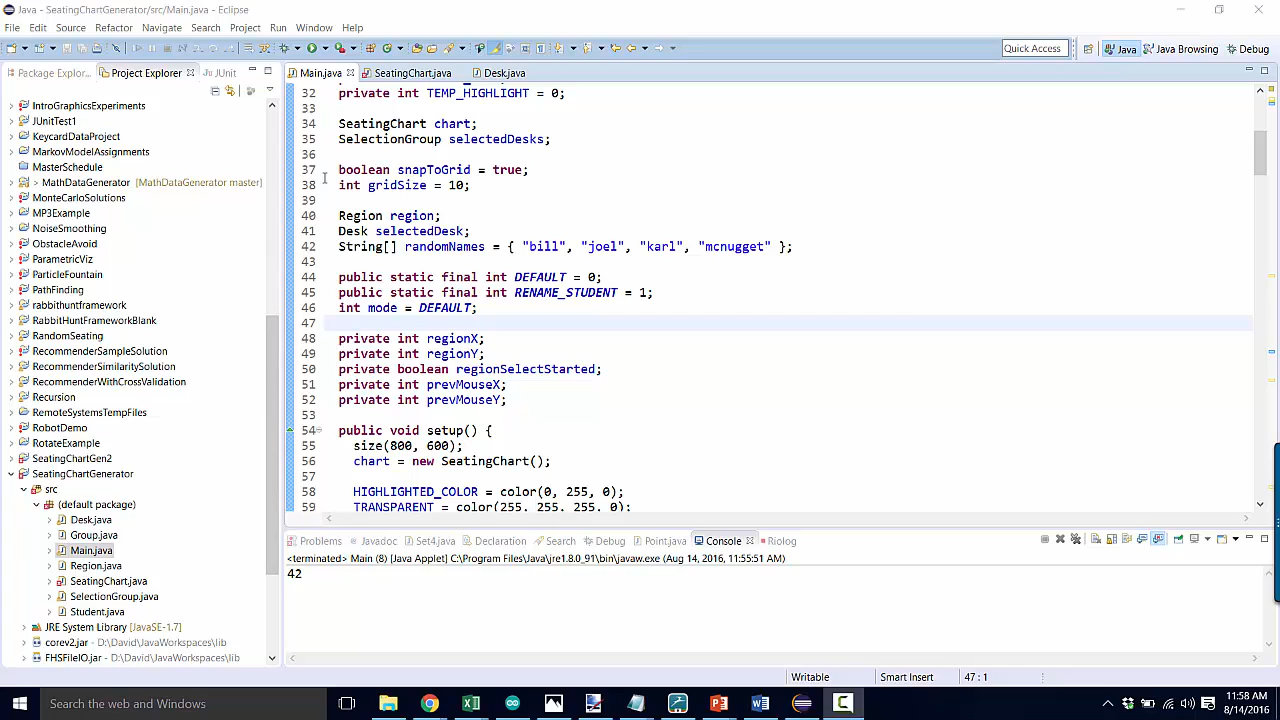 Java - SeatingChartGenerator/src/Main.java - Eclipse
File Edit Source Refactor Navigate Search Project Run Window Help
Quick Access
Java
Java Browsing
Debug
Package Explor...
Project Explorer
JUnit
IntroGraphicsExperiments
JUnitTest1
KeycardDataProject
MarkovModelAssignments
MasterSchedule
> MathDataGenerator [MathDataGenerator master]
MonteCarloSolutions
MP3Example
NoiseSmoothing
ObstacleAvoid
ParametricViz
ParticleFountain
PathFinding
rabbithuntframework
RabbitHuntFrameworkBlank
RandomSeating
RecommenderSampleSolution
RecommenderSimilaritySolution
RecommenderWithCrossValidation
Recursion
RemoteSystemsTempFiles
RobotDemo
RotateExample
SeatingChartGen2
SeatingChartGenerator
src
(default package)
Desk.java
Group.java
Main.java
Region.java
SeatingChart.java
SelectionGroup.java
Student.java
JRE System Library [JavaSE-1.7]
corev2.jar - D:\David\JavaWorkspaces\lib
FHSFileIO.jar - D:\David\JavaWorkspaces\lib
Main.java
SeatingChart.java
Desk.java
32 private int TEMP_HIGHLIGHT = 0;
33
34 SeatingChart chart;
35 SelectionGroup selectedDesks;
36
37 boolean snapToGrid = true;
38 int gridSize = 10;
39
40 Region region;
41 Desk selectedDesk;
42 String[] randomNames = { "bill", "joel", "karl", "mcnugget" };
43
44 public static final int DEFAULT = 0;
45 public static final int RENAME_STUDENT = 1;
46 int mode = DEFAULT;
47
48 private int regionX;
49 private int regionY;
50 private boolean regionSelectStarted;
51 private int prevMouseX;
52 private int prevMouseY;
53
54 public void setup() {
55 size(800, 600);
56 chart = new SeatingChart();
57
58 HIGHLIGHTED_COLOR = color(0, 255, 0);
59 TRANSPARENT = color(255, 255, 255, 0);
Problems Javadoc Set4.java Declaration Search Debug Point.java Console Riolog
<terminated> Main (8) [Java Applet] C:\Program Files\Java\jre1.8.0_91\bin\javaw.exe (Aug 14, 2016, 11:55:51 AM)
42
Writable
Smart Insert
47 : 1
Search the web and Windows
11:58 AM
8/14/2016